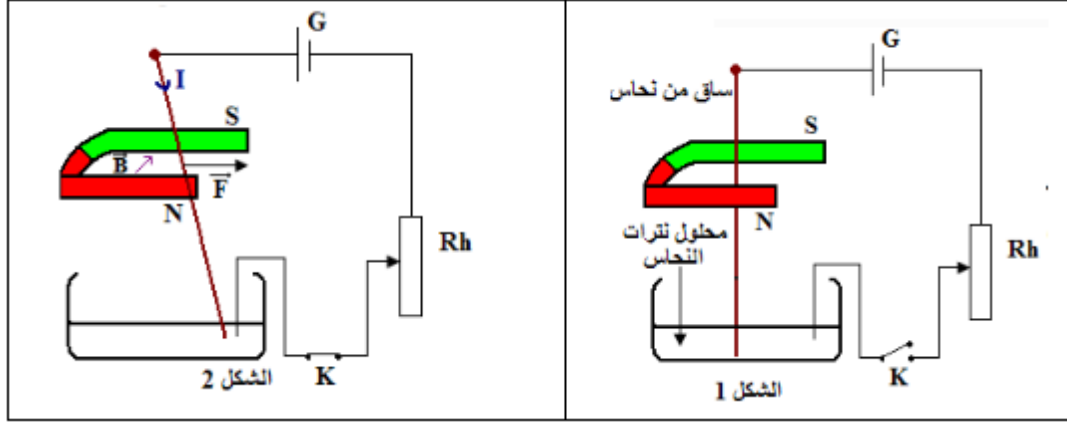 G
ساق من نحاس
S
N
محلول نترات
النحاس
Rh
K
الشكل 1
G
I
S
B
F
N
Rh
K
الشكل 2